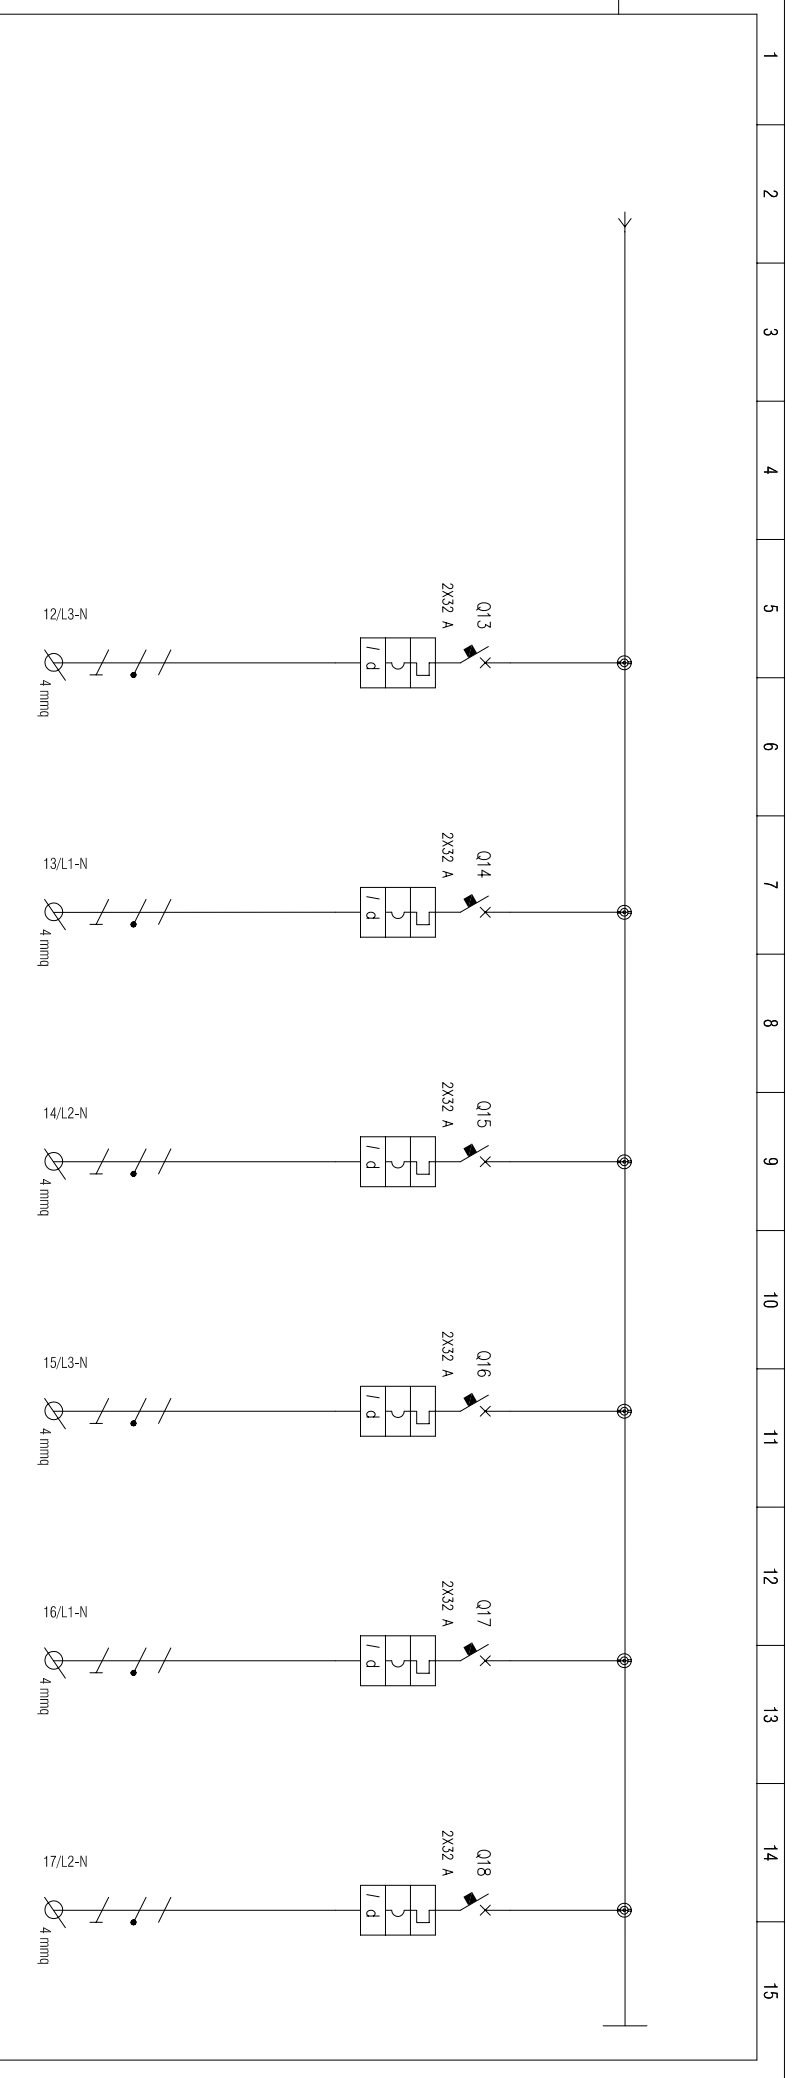 1
2
3
4
5
6
7
8
9
10
11
12
13
14
15
Q13
2X32 A
I d
12/L3-N
4 mmq
Q14
2X32 A
I d
13/L1-N
4 mmq
Q15
2X32 A
I d
14/L2-N
4 mmq
Q16
2X32 A
I d
15/L3-N
4 mmq
Q17
2X32 A
I d
16/L1-N
4 mmq
Q18
2X32 A
I d
17/L2-N
4 mmq